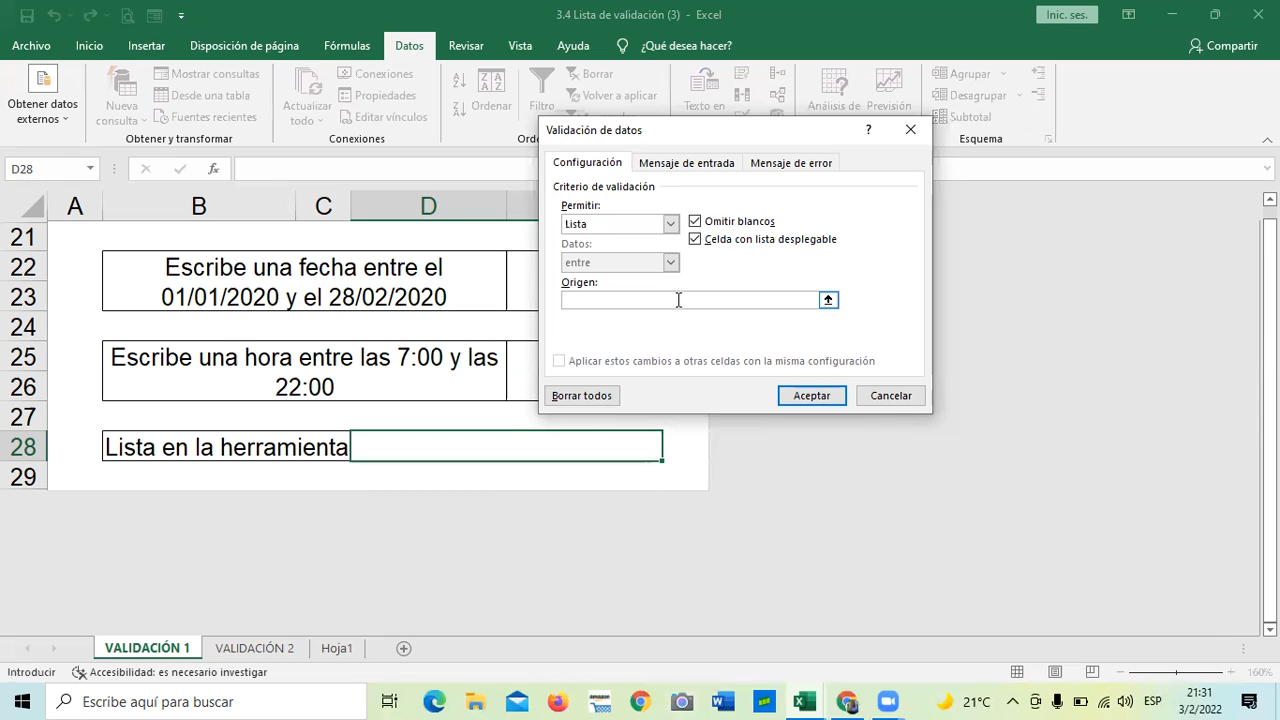 3.4 Lista de validación (3) - Excel
Inic. ses.
Archivo
Inicio
Insertar
Disposición de página
Fórmulas
Datos
Revisar
Vista
Ayuda
¿Qué desea hacer?
Compartir
Obtener datos
externos
Nueva
consulta
Mostrar consultas
Desde una tabla
Fuentes recientes
Obtener y transformar
Actualizar
todo
Conexiones
Propiedades
Editar vínculos
Conexiones
Ordenar
Filtro
Borrar
Volver a aplicar
Texto en
Análisis de
Previsión
Agrupar
Desagrupar
Subtotal
Esquema
D28
fx
A B C D
21
22
23
24
25
26
27
28
29
Escribe una fecha entre el
01/01/2020 y el 28/02/2020
Escribe una hora entre las 7:00 y las
22:00
Lista en la herramienta
Validación de datos
?
Configuración
Mensaje de entrada
Mensaje de error
Criterio de validación
Permitir:
Lista
Omitir blancos
Celda con lista desplegable
Datos:
entre
Origen:
Aplicar estos cambios a otras celdas con la misma configuración
Borrar todos
Aceptar
Cancelar
VALIDACIÓN 1
VALIDACIÓN 2
Hoja1
Introducir
Accesibilidad: es necesario investigar
160%
Escribe aquí para buscar
21°C
ESP
21:31
3/2/2022